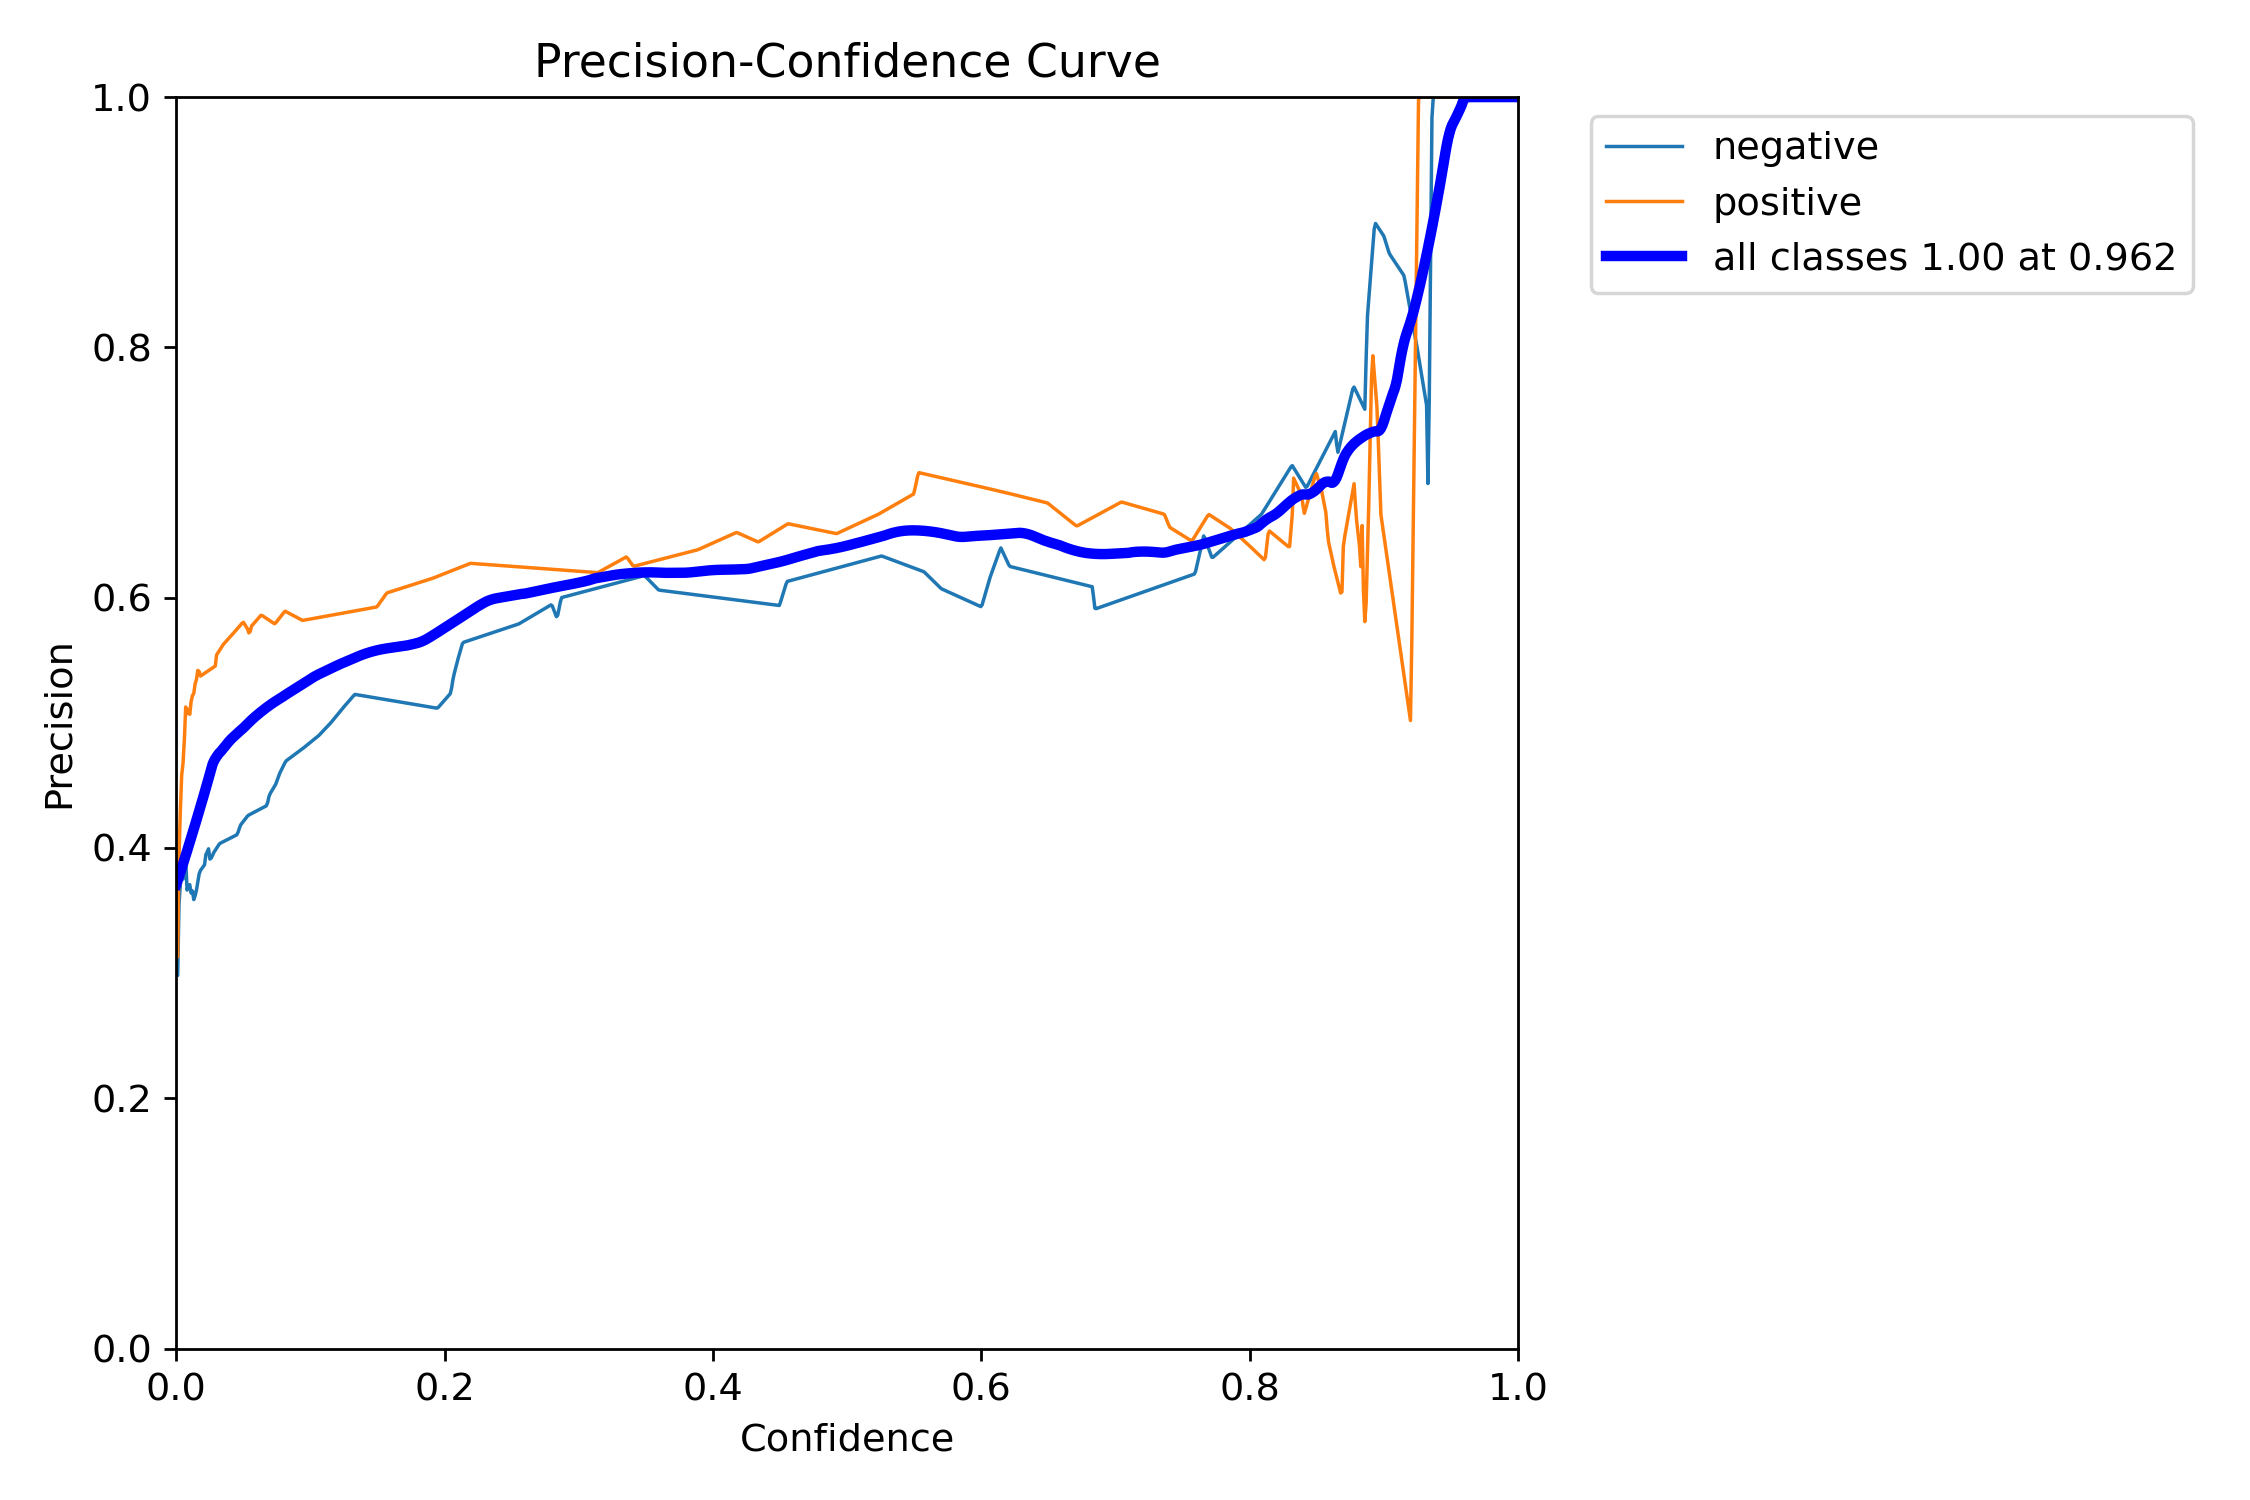 Precision-Confidence Curve
1.0
0.8
0.6
0.4
0.2
0.0
Precision
0.0 0.2 0.4 0.6 0.8 1.0
Confidence
negative
positive
all classes 1.00 at 0.962